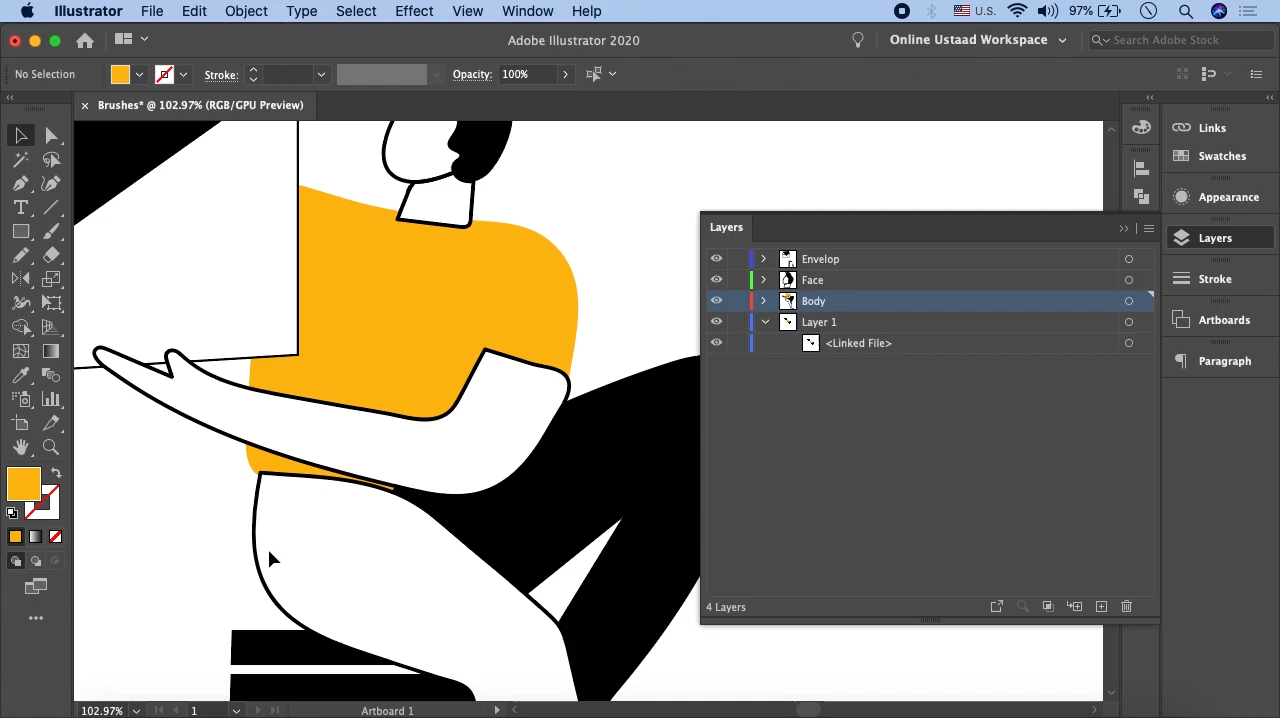 Illustrator File Edit Object Type Select Effect View Window Help U.S. 97%
Adobe Illustrator 2020 Online Ustaad Workspace Search Adobe Stock
No Selection Stroke: Opacity: 100%
× Brushes* @ 102.97% (RGB/GPU Preview)
Links
Swatches
Appearance
Layers
Stroke
Artboards
Paragraph
Layers
Envelop
Face
Body
Layer 1
<Linked File>
4 Layers
102.97% 1 Artboard 1